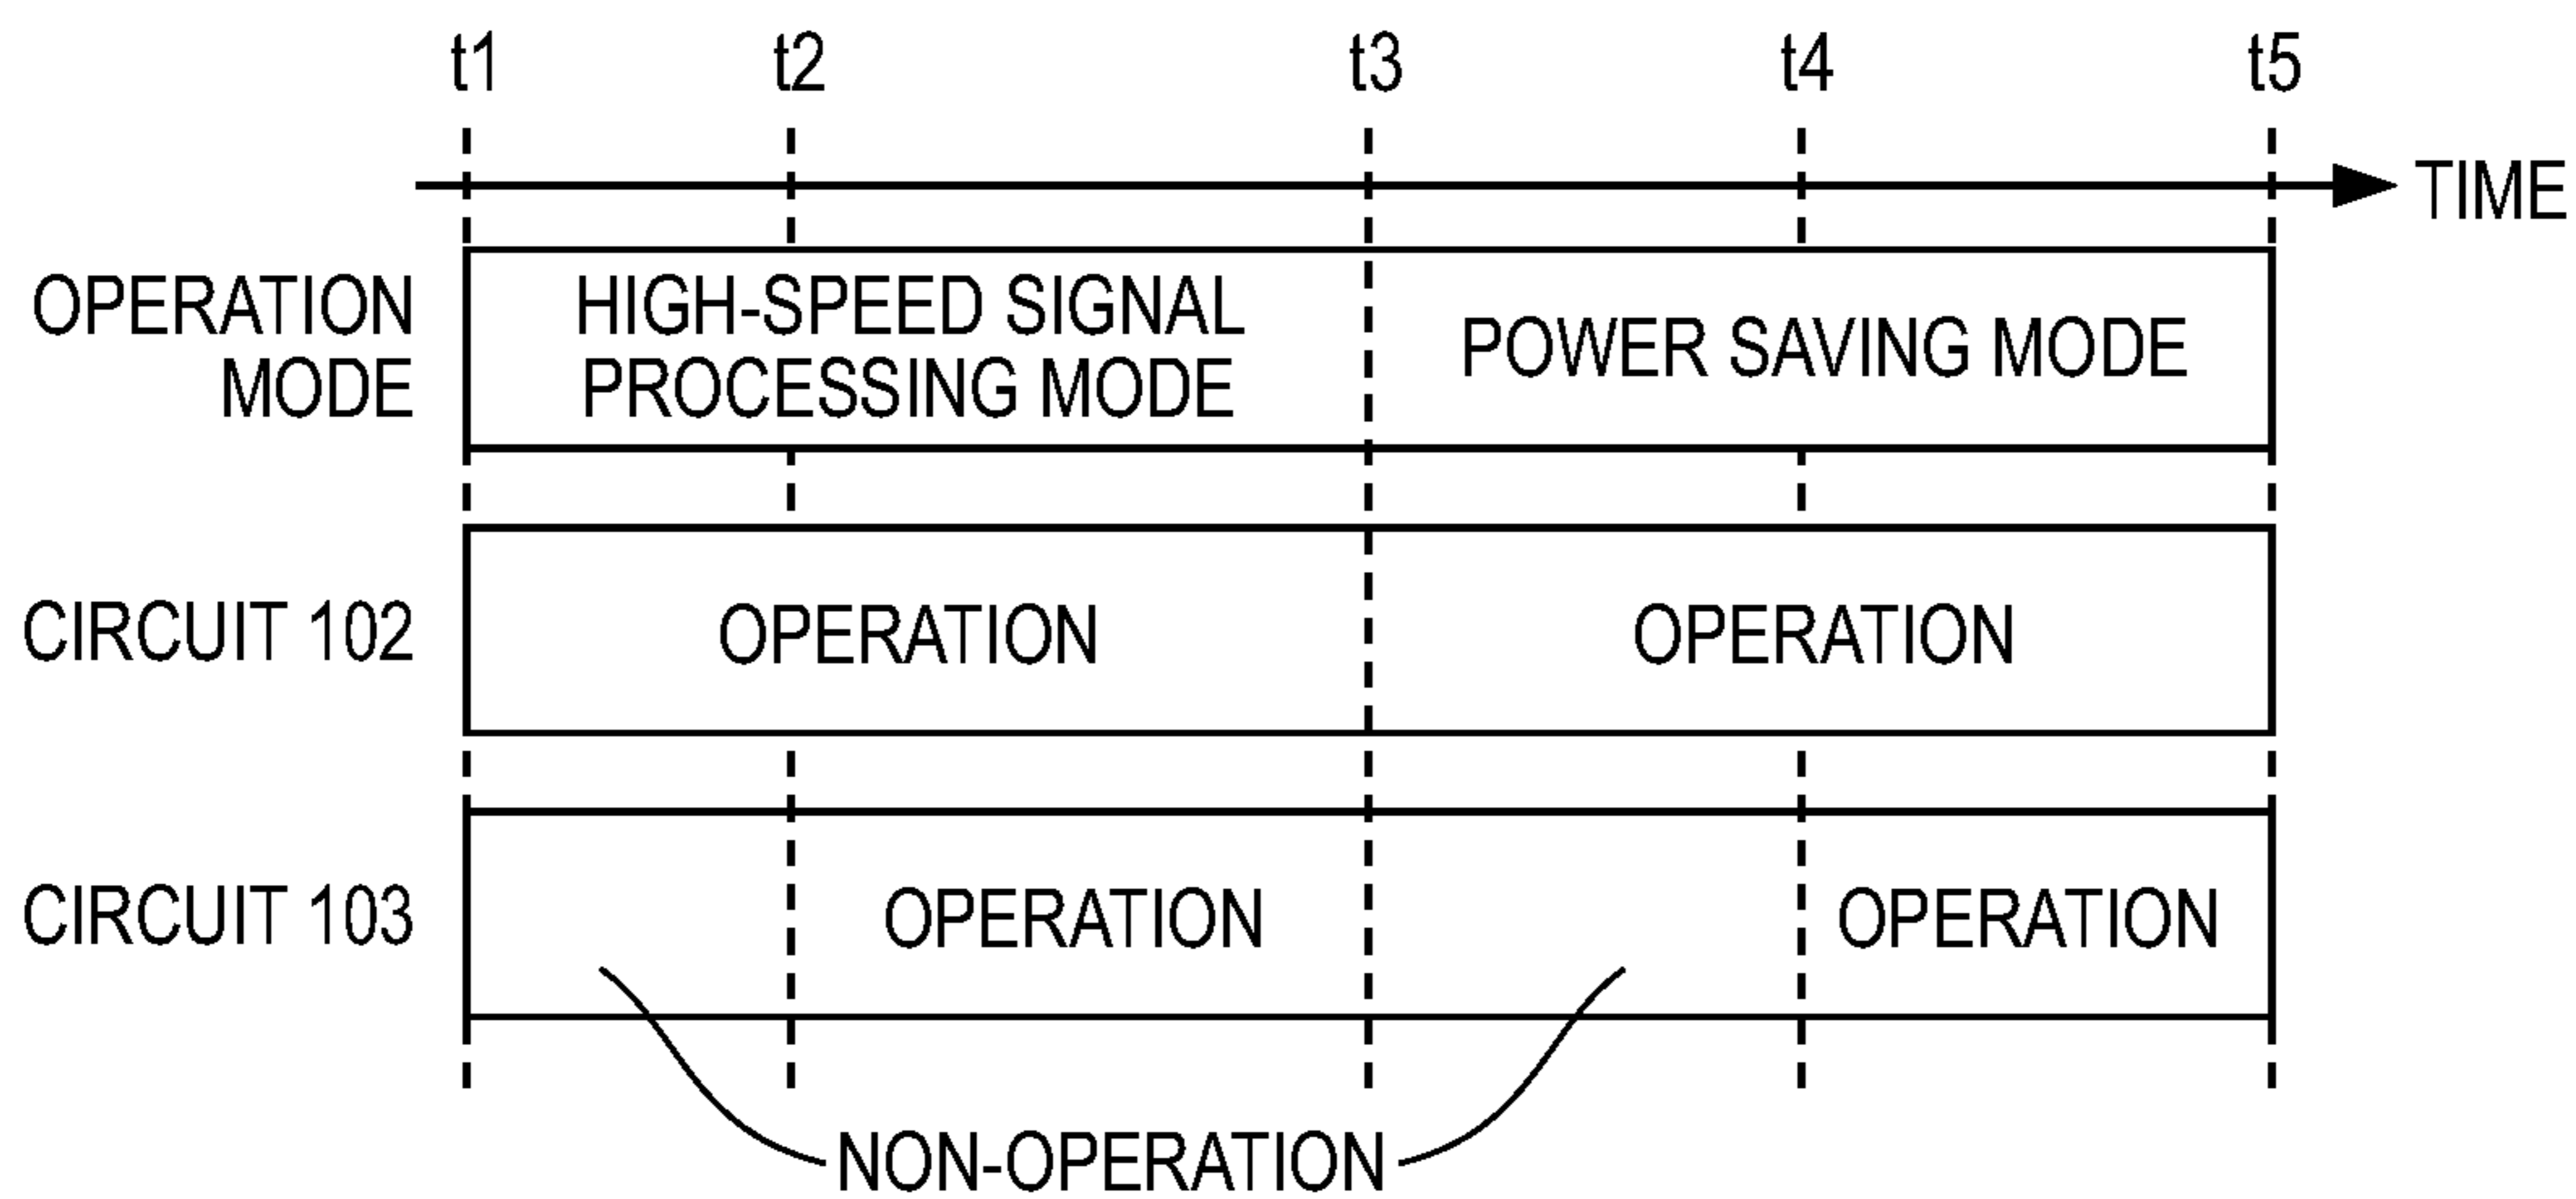 t1 t2 t3 t4 t5
TIME
OPERATION
MODE
HIGH-SPEED SIGNAL
PROCESSING MODE
POWER SAVING MODE
CIRCUIT 102
OPERATION
OPERATION
CIRCUIT 103
OPERATION
OPERATION
NON-OPERATION